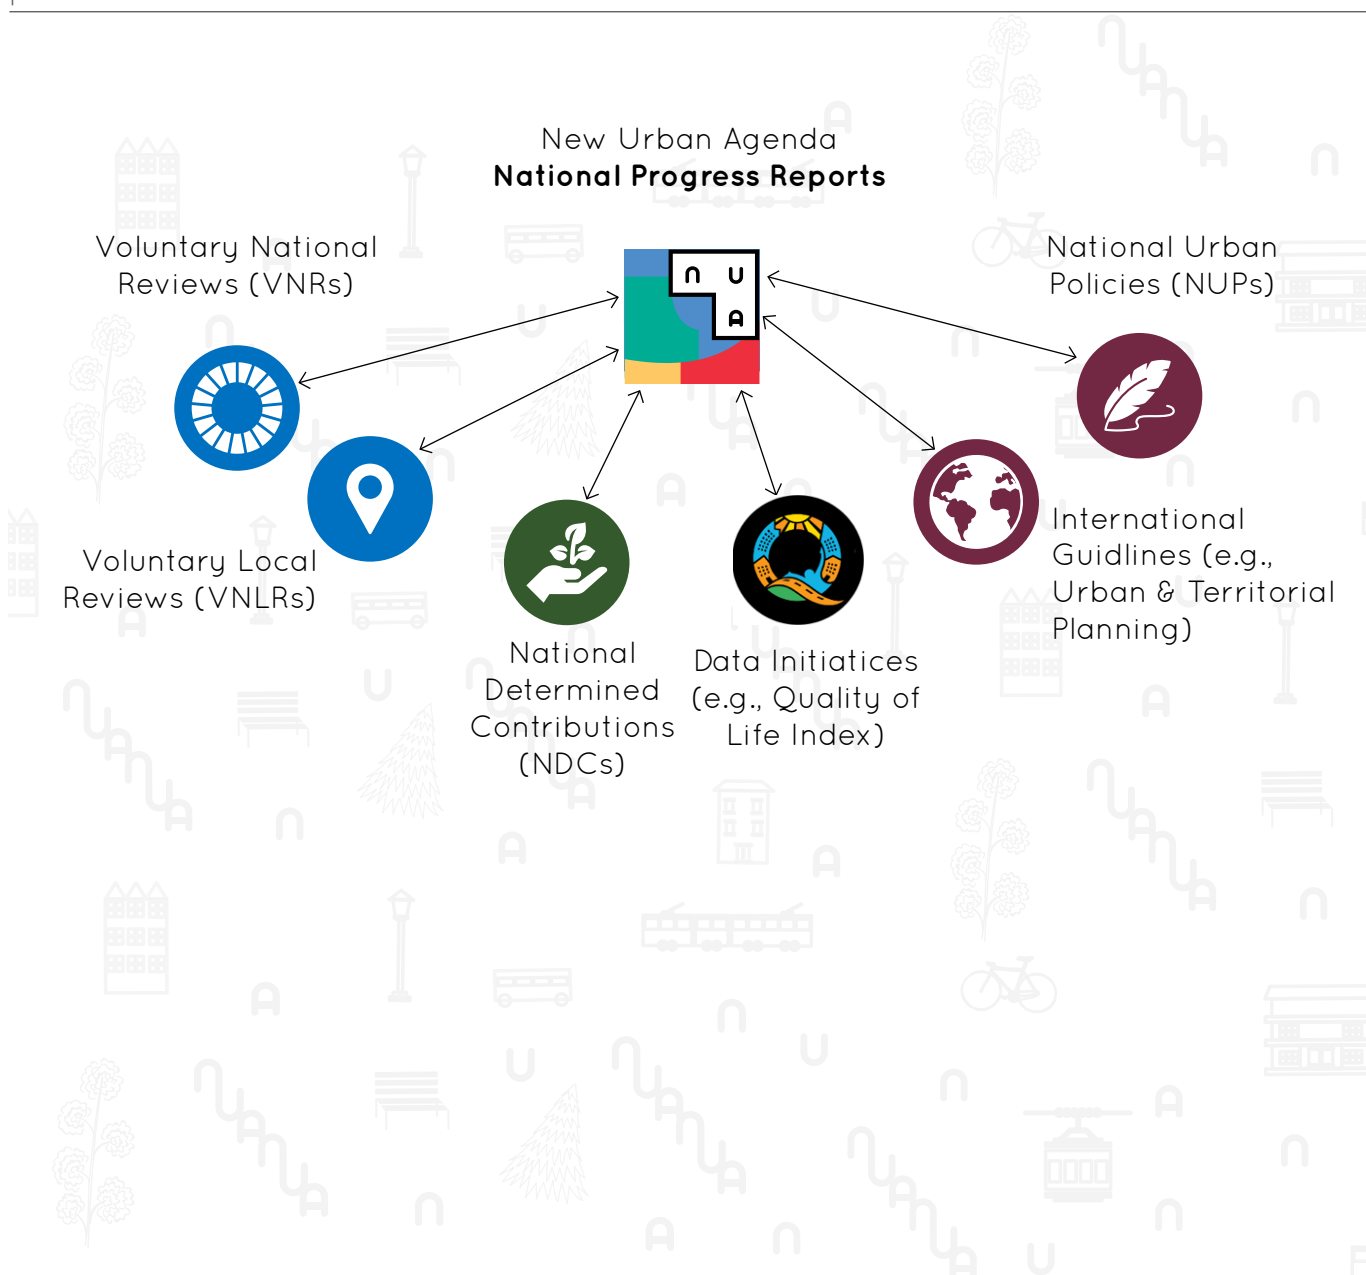 New Urban Agenda
National Progress Reports
Voluntary National
Reviews (VNRs)
National Urban
Policies (NUPs)
n U
A
Voluntary Local
Reviews (VNLRs)
International
Guidlines (e.g.,
Urban & Territorial
Planning)
National
Determined
Contributions
(NDCs)
Data Initiatices
(e.g., Quality of
Life Index)